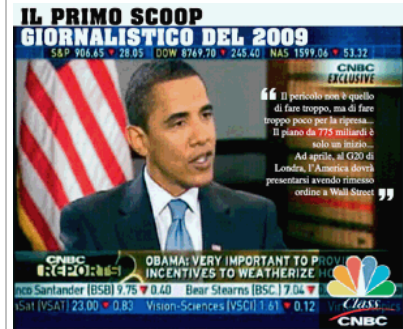 IL PRIMO SCOOP
GIORNALISTICO DEL 2009
S&P 906.65 ▼ 28.05 DOW 8769.70 ▼ 245.40 NAS 1599.06 ▼ 53.32
CNBC
EXCLUSIVE
“ Il pericolo non è quello
di fare troppo, ma di fare
troppo poco per la ripresa...
Il piano da 775 miliardi è
solo un inizio...
Ad aprile, al G20 di
Londra, l'America dovrà
presentarsi avendo rimesso
ordine a Wall Street ”
CNBC
REPORTS
OBAMA: VERY IMPORTANT TO PROVI
INCENTIVES TO WEATHERIZE HO
nco Santander (BSB) 9.75 ▼ 0.40 Bear Stearns (BSC) 7.04 ▼
Sat (VSAT) 23.00 ▼ 0.83 Vision-Sciences (VSCI) 1.61 ▼ 0.12
Class
CNBC